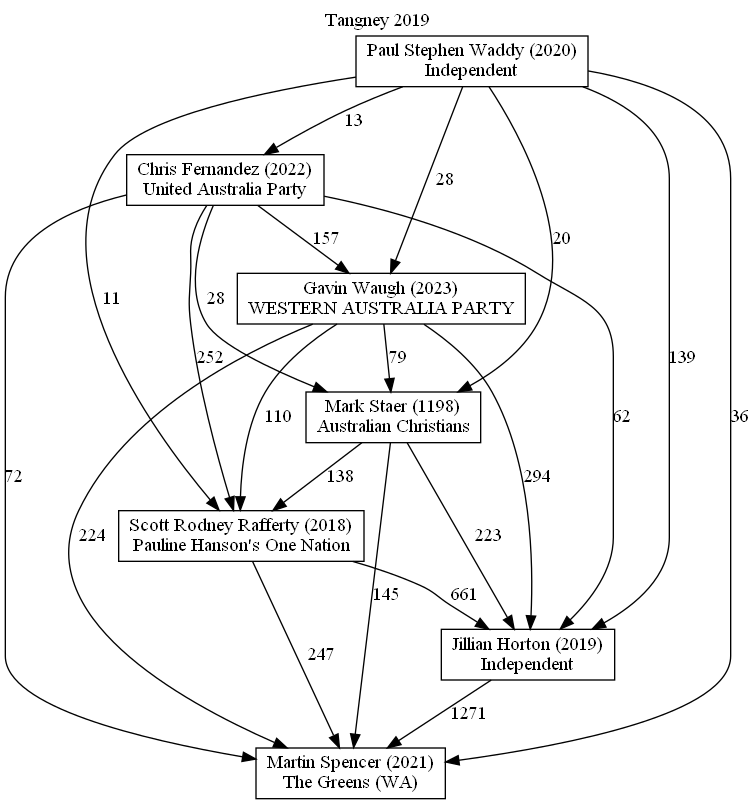 Tangney 2019
Paul Stephen Waddy (2020)
Independent
13
Chris Fernandez (2022)
United Australia Party
28
157
20
Gavin Waugh (2023)
WESTERN AUSTRALIA PARTY
11
28
252
79
139
Mark Staer (1198)
Australian Christians
110
62
36
72
138
294
Scott Rodney Rafferty (2018)
Pauline Hanson's One Nation
224
223
145
661
Jillian Horton (2019)
Independent
247
1271
Martin Spencer (2021)
The Greens (WA)